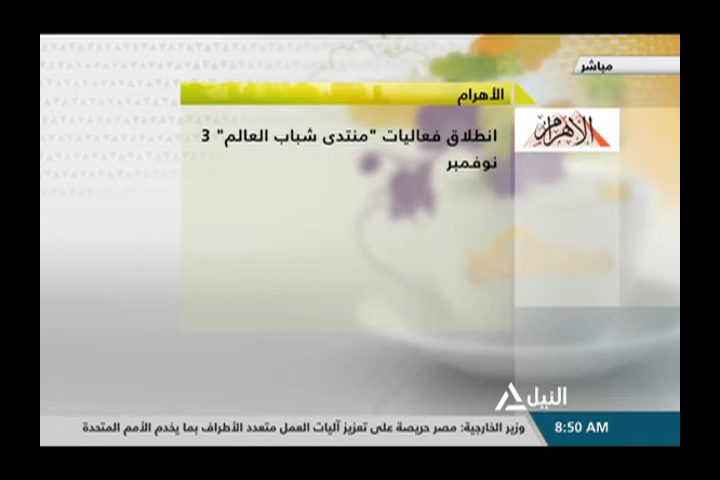 مباشر
الأهرام
الأهرام
انطلاق فعاليات "منتدى شباب العالم" 3
نوفمبر
النيل
وزير الخارجية: مصر حريصة على تعزيز آليات العمل متعدد الأطراف بما يخدم الأمم المتحدة
8:50 AM